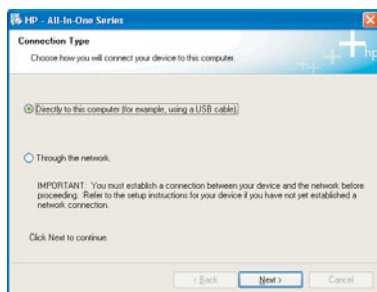 HP - All-In-One Series
Connection Type
Choose how you will connect your device to this computer.
hp
Directly to this computer (for example, using a USB cable).
Through the network.
IMPORTANT: You must establish a connection between your device and the network before
proceeding. Refer to the setup instructions for your device if you have not yet established a
network connection.
Click Next to continue.
< Back
Next >
Cancel